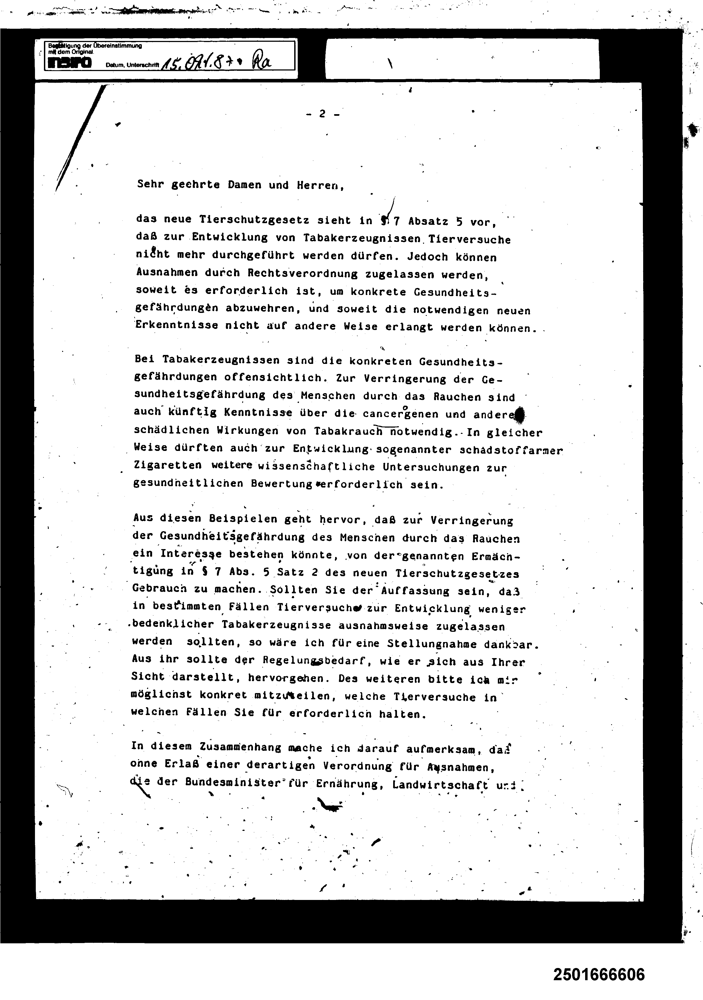 Bestätigung der Übereinstimmung
mit dem Original
INBIFO Datum, Unterschrift 15. Okt. 87 Ra
- 2 -
Sehr geehrte Damen und Herren,
das neue Tierschutzgesetz sieht in § 7 Absatz 5 vor,
daß zur Entwicklung von Tabakerzeugnissen Tierversuche
nicht mehr durchgeführt werden dürfen. Jedoch können
Ausnahmen durch Rechtsverordnung zugelassen werden,
soweit es erforderlich ist, um konkrete Gesundheits-
gefährdungen abzuwehren, und soweit die notwendigen neuen
Erkenntnisse nicht auf andere Weise erlangt werden können.
Bei Tabakerzeugnissen sind die konkreten Gesundheits-
gefährdungen offensichtlich. Zur Verringerung der Ge-
sundheitsgefährdung des Menschen durch das Rauchen sind
auch künftig Kenntnisse über die cancerogenen und andere
schädlichen Wirkungen von Tabakrauch notwendig. In gleicher
Weise dürften auch zur Entwicklung sogenannter schadstoffarmer
Zigaretten weitere wissenschaftliche Untersuchungen zur
gesundheitlichen Bewertung erforderlich sein.
Aus diesen Beispielen geht hervor, daß zur Verringerung
der Gesundheitsgefährdung des Menschen durch das Rauchen
ein Interesse bestehen könnte, von der genannten Ermäch-
tigung in § 7 Abs. 5 Satz 2 des neuen Tierschutzgesetzes
Gebrauch zu machen. Sollten Sie der Auffassung sein, daß
in bestimmten Fällen Tierversuche zur Entwicklung weniger
bedenklicher Tabakerzeugnisse ausnahmsweise zugelassen
werden sollten, so wäre ich für eine Stellungnahme dankbar.
Aus ihr sollte der Regelungsbedarf, wie er sich aus Ihrer
Sicht darstellt, hervorgehen. Des weiteren bitte ich mir
möglichst konkret mitzuteilen, welche Tierversuche in
welchen Fällen Sie für erforderlich halten.
In diesem Zusammenhang mache ich darauf aufmerksam, daß
ohne Erlaß einer derartigen Verordnung für Ausnahmen,
die der Bundesminister für Ernährung, Landwirtschaft und
2501666606